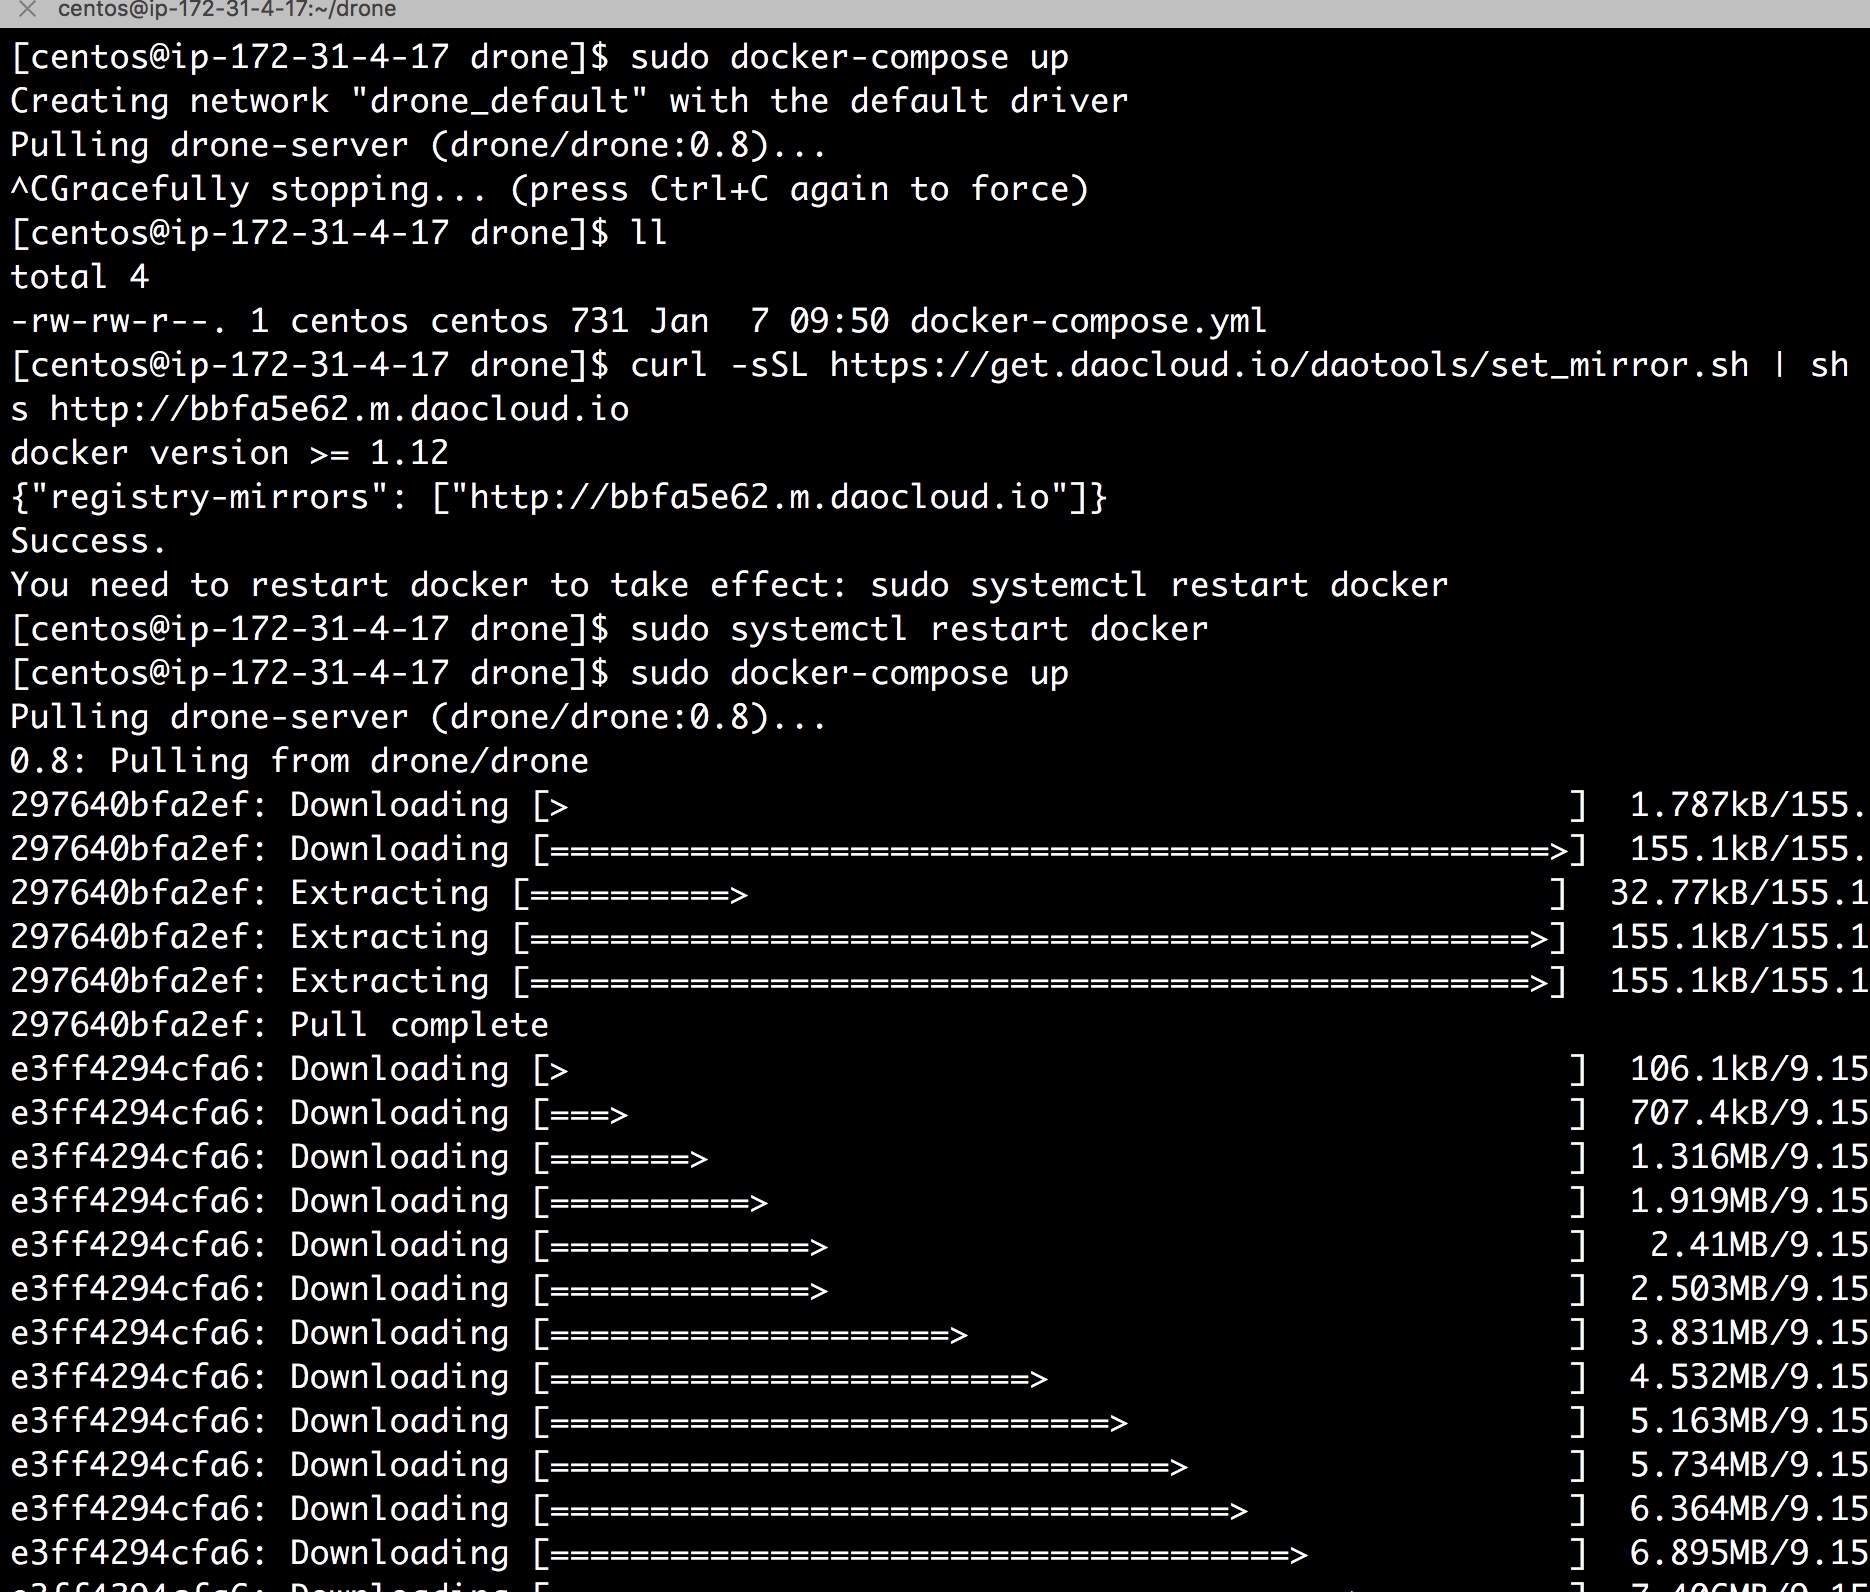 centos@ip-172-31-4-17:~/drone
[centos@ip-172-31-4-17 drone]$ sudo docker-compose up
Creating network "drone_default" with the default driver
Pulling drone-server (drone/drone:0.8)...
^CGracefully stopping... (press Ctrl+C again to force)
[centos@ip-172-31-4-17 drone]$ ll
total 4
-rw-rw-r--. 1 centos centos 731 Jan  7 09:50 docker-compose.yml
[centos@ip-172-31-4-17 drone]$ curl -sSL https://get.daocloud.io/daotools/set_mirror.sh | sh
s http://bbfa5e62.m.daocloud.io
docker version >= 1.12
{"registry-mirrors": ["http://bbfa5e62.m.daocloud.io"]}
Success.
You need to restart docker to take effect: sudo systemctl restart docker
[centos@ip-172-31-4-17 drone]$ sudo systemctl restart docker
[centos@ip-172-31-4-17 drone]$ sudo docker-compose up
Pulling drone-server (drone/drone:0.8)...
0.8: Pulling from drone/drone
297640bfa2ef: Downloading [>                                                  ]  1.787kB/155.
297640bfa2ef: Downloading [==================================================>]  155.1kB/155.
297640bfa2ef: Extracting [==========>                                        ]  32.77kB/155.1
297640bfa2ef: Extracting [==================================================>]  155.1kB/155.1
297640bfa2ef: Extracting [==================================================>]  155.1kB/155.1
297640bfa2ef: Pull complete
e3ff4294cfa6: Downloading [>                                                  ]  106.1kB/9.15
e3ff4294cfa6: Downloading [===>                                               ]  707.4kB/9.15
e3ff4294cfa6: Downloading [=======>                                           ]  1.316MB/9.15
e3ff4294cfa6: Downloading [==========>                                        ]  1.919MB/9.15
e3ff4294cfa6: Downloading [=============>                                     ]   2.41MB/9.15
e3ff4294cfa6: Downloading [=============>                                     ]  2.503MB/9.15
e3ff4294cfa6: Downloading [====================>                              ]  3.831MB/9.15
e3ff4294cfa6: Downloading [========================>                          ]  4.532MB/9.15
e3ff4294cfa6: Downloading [============================>                      ]  5.163MB/9.15
e3ff4294cfa6: Downloading [===============================>                   ]  5.734MB/9.15
e3ff4294cfa6: Downloading [==================================>                ]  6.364MB/9.15
e3ff4294cfa6: Downloading [=====================================>             ]  6.895MB/9.15